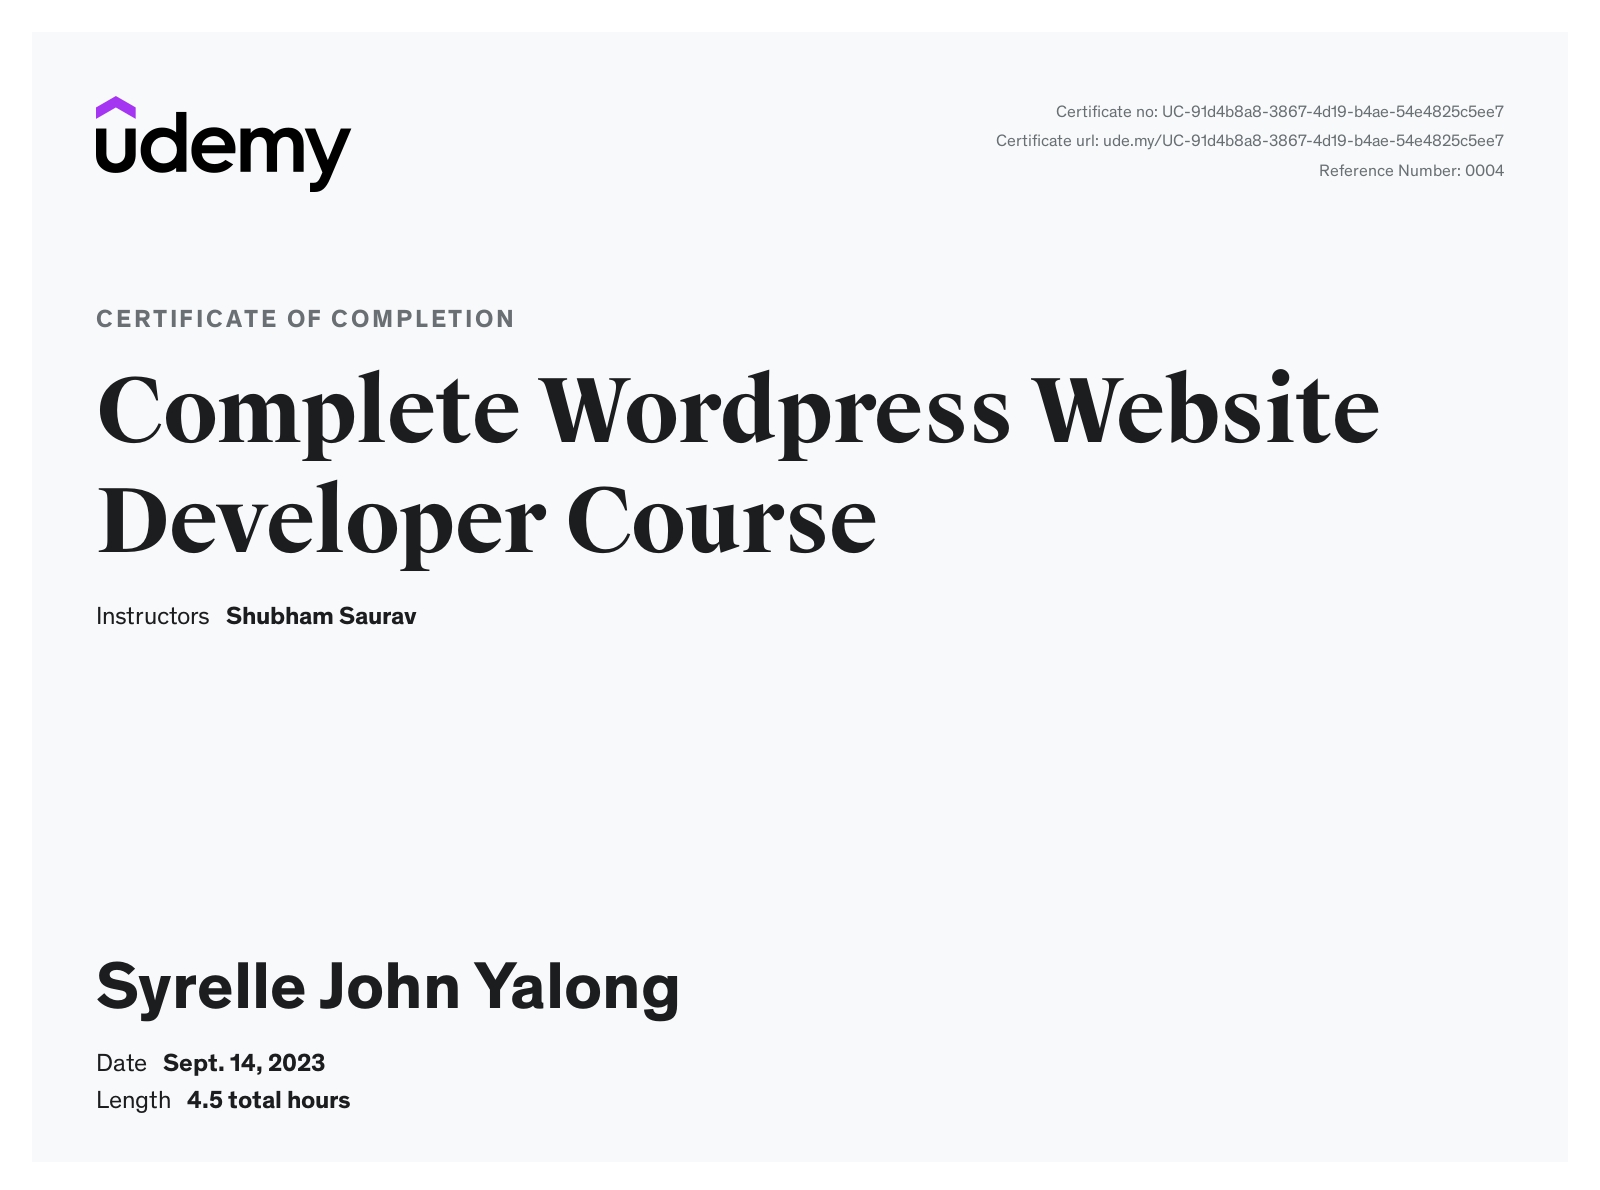 udemy
Certificate no: UC-91d4b8a8-3867-4d19-b4ae-54e4825c5ee7
Certificate url: ude.my/UC-91d4b8a8-3867-4d19-b4ae-54e4825c5ee7
Reference Number: 0004
CERTIFICATE OF COMPLETION
Complete Wordpress Website
Developer Course
Instructors Shubham Saurav
Syrelle John Yalong
Date Sept. 14, 2023
Length 4.5 total hours